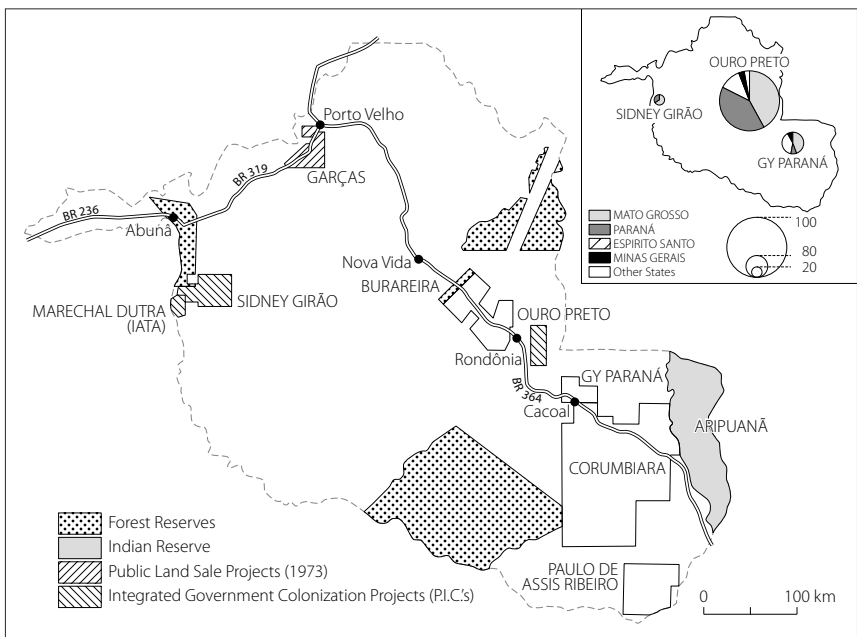 OURO PRETO
SIDNEY GIRÃO
GY PARANÁ
MATO GROSSO
PARANÁ
ESPIRITO SANTO
MINAS GERAIS
Other States
100
80
20
Porto Velho
GARÇAS
BR 319
BR 236
Abunã
Nova Vida
BURAREIRA
SIDNEY GIRÃO
MARECHAL DUTRA
(IATA)
OURO PRETO
Rondônia
GY PARANÁ
BR 364
Cacoal
ARIPUANÃ
CORUMBIARA
PAULO DE
ASSIS RIBEIRO
Forest Reserves
Indian Reserve
Public Land Sale Projects (1973)
Integrated Government Colonization Projects (P.I.C.'s)
0 100 km